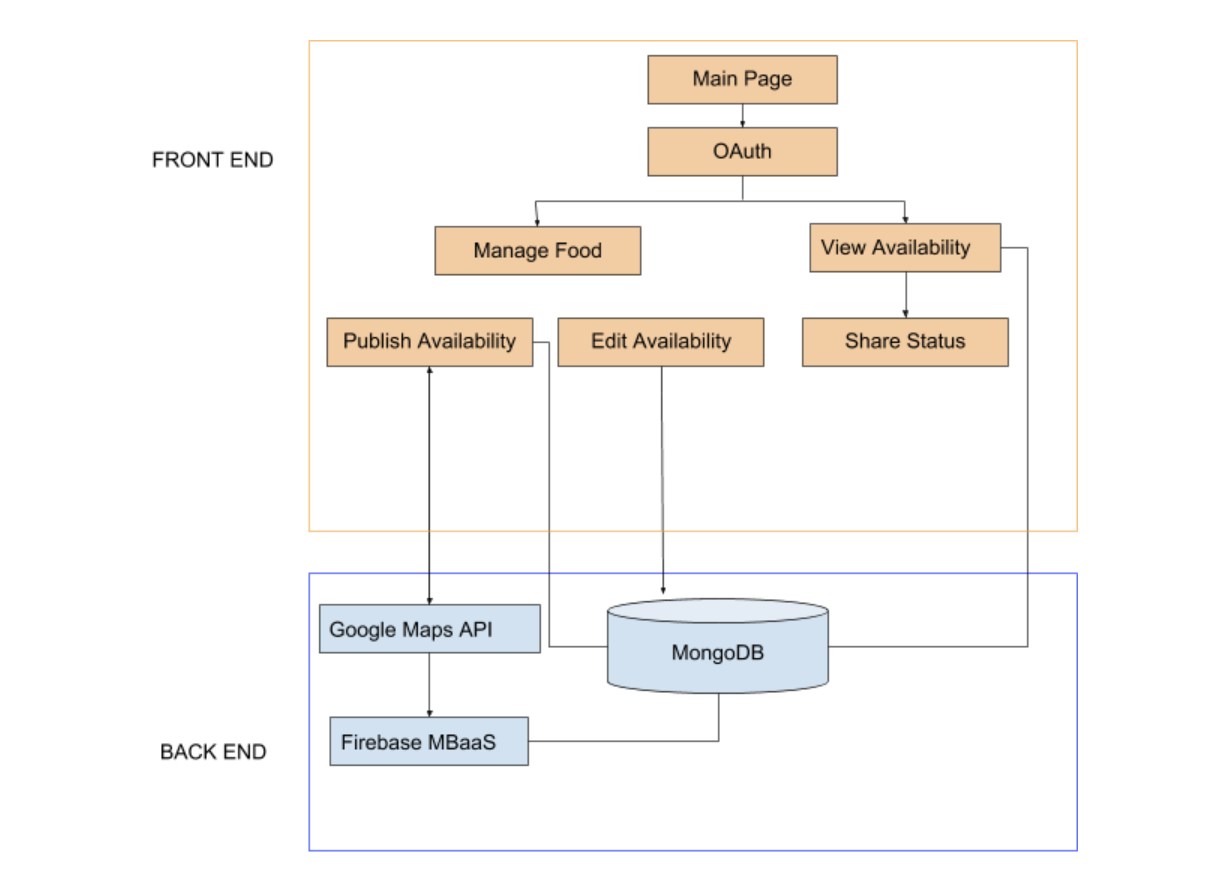 Main Page
OAuth
FRONT END
Manage Food
View Availability
Publish Availability
Edit Availability
Share Status
Google Maps API
MongoDB
Firebase MBaaS
BACK END